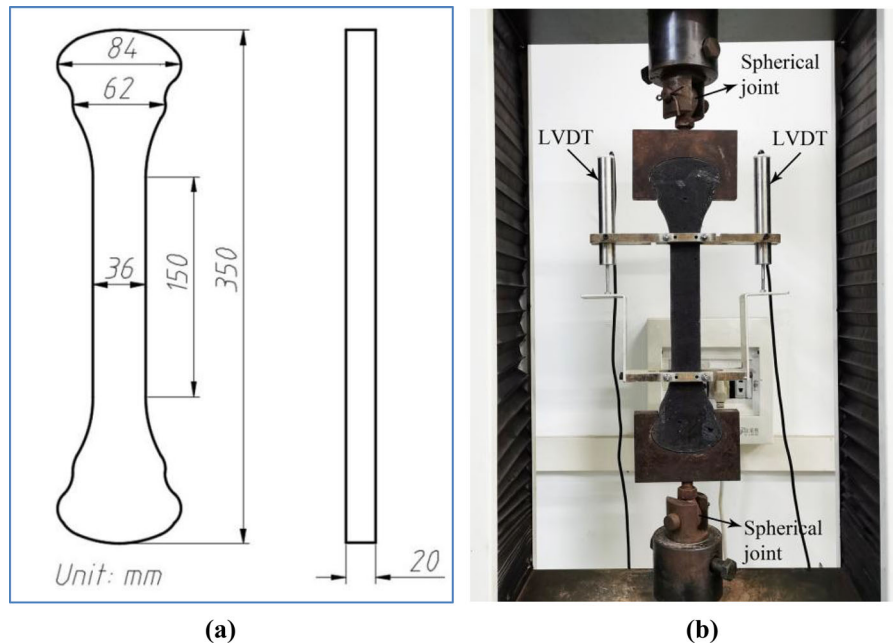 84
62
36
150
350
20
Unit: mm
(a)
Spherical
joint
LVDT
LVDT
Spherical
joint
(b)